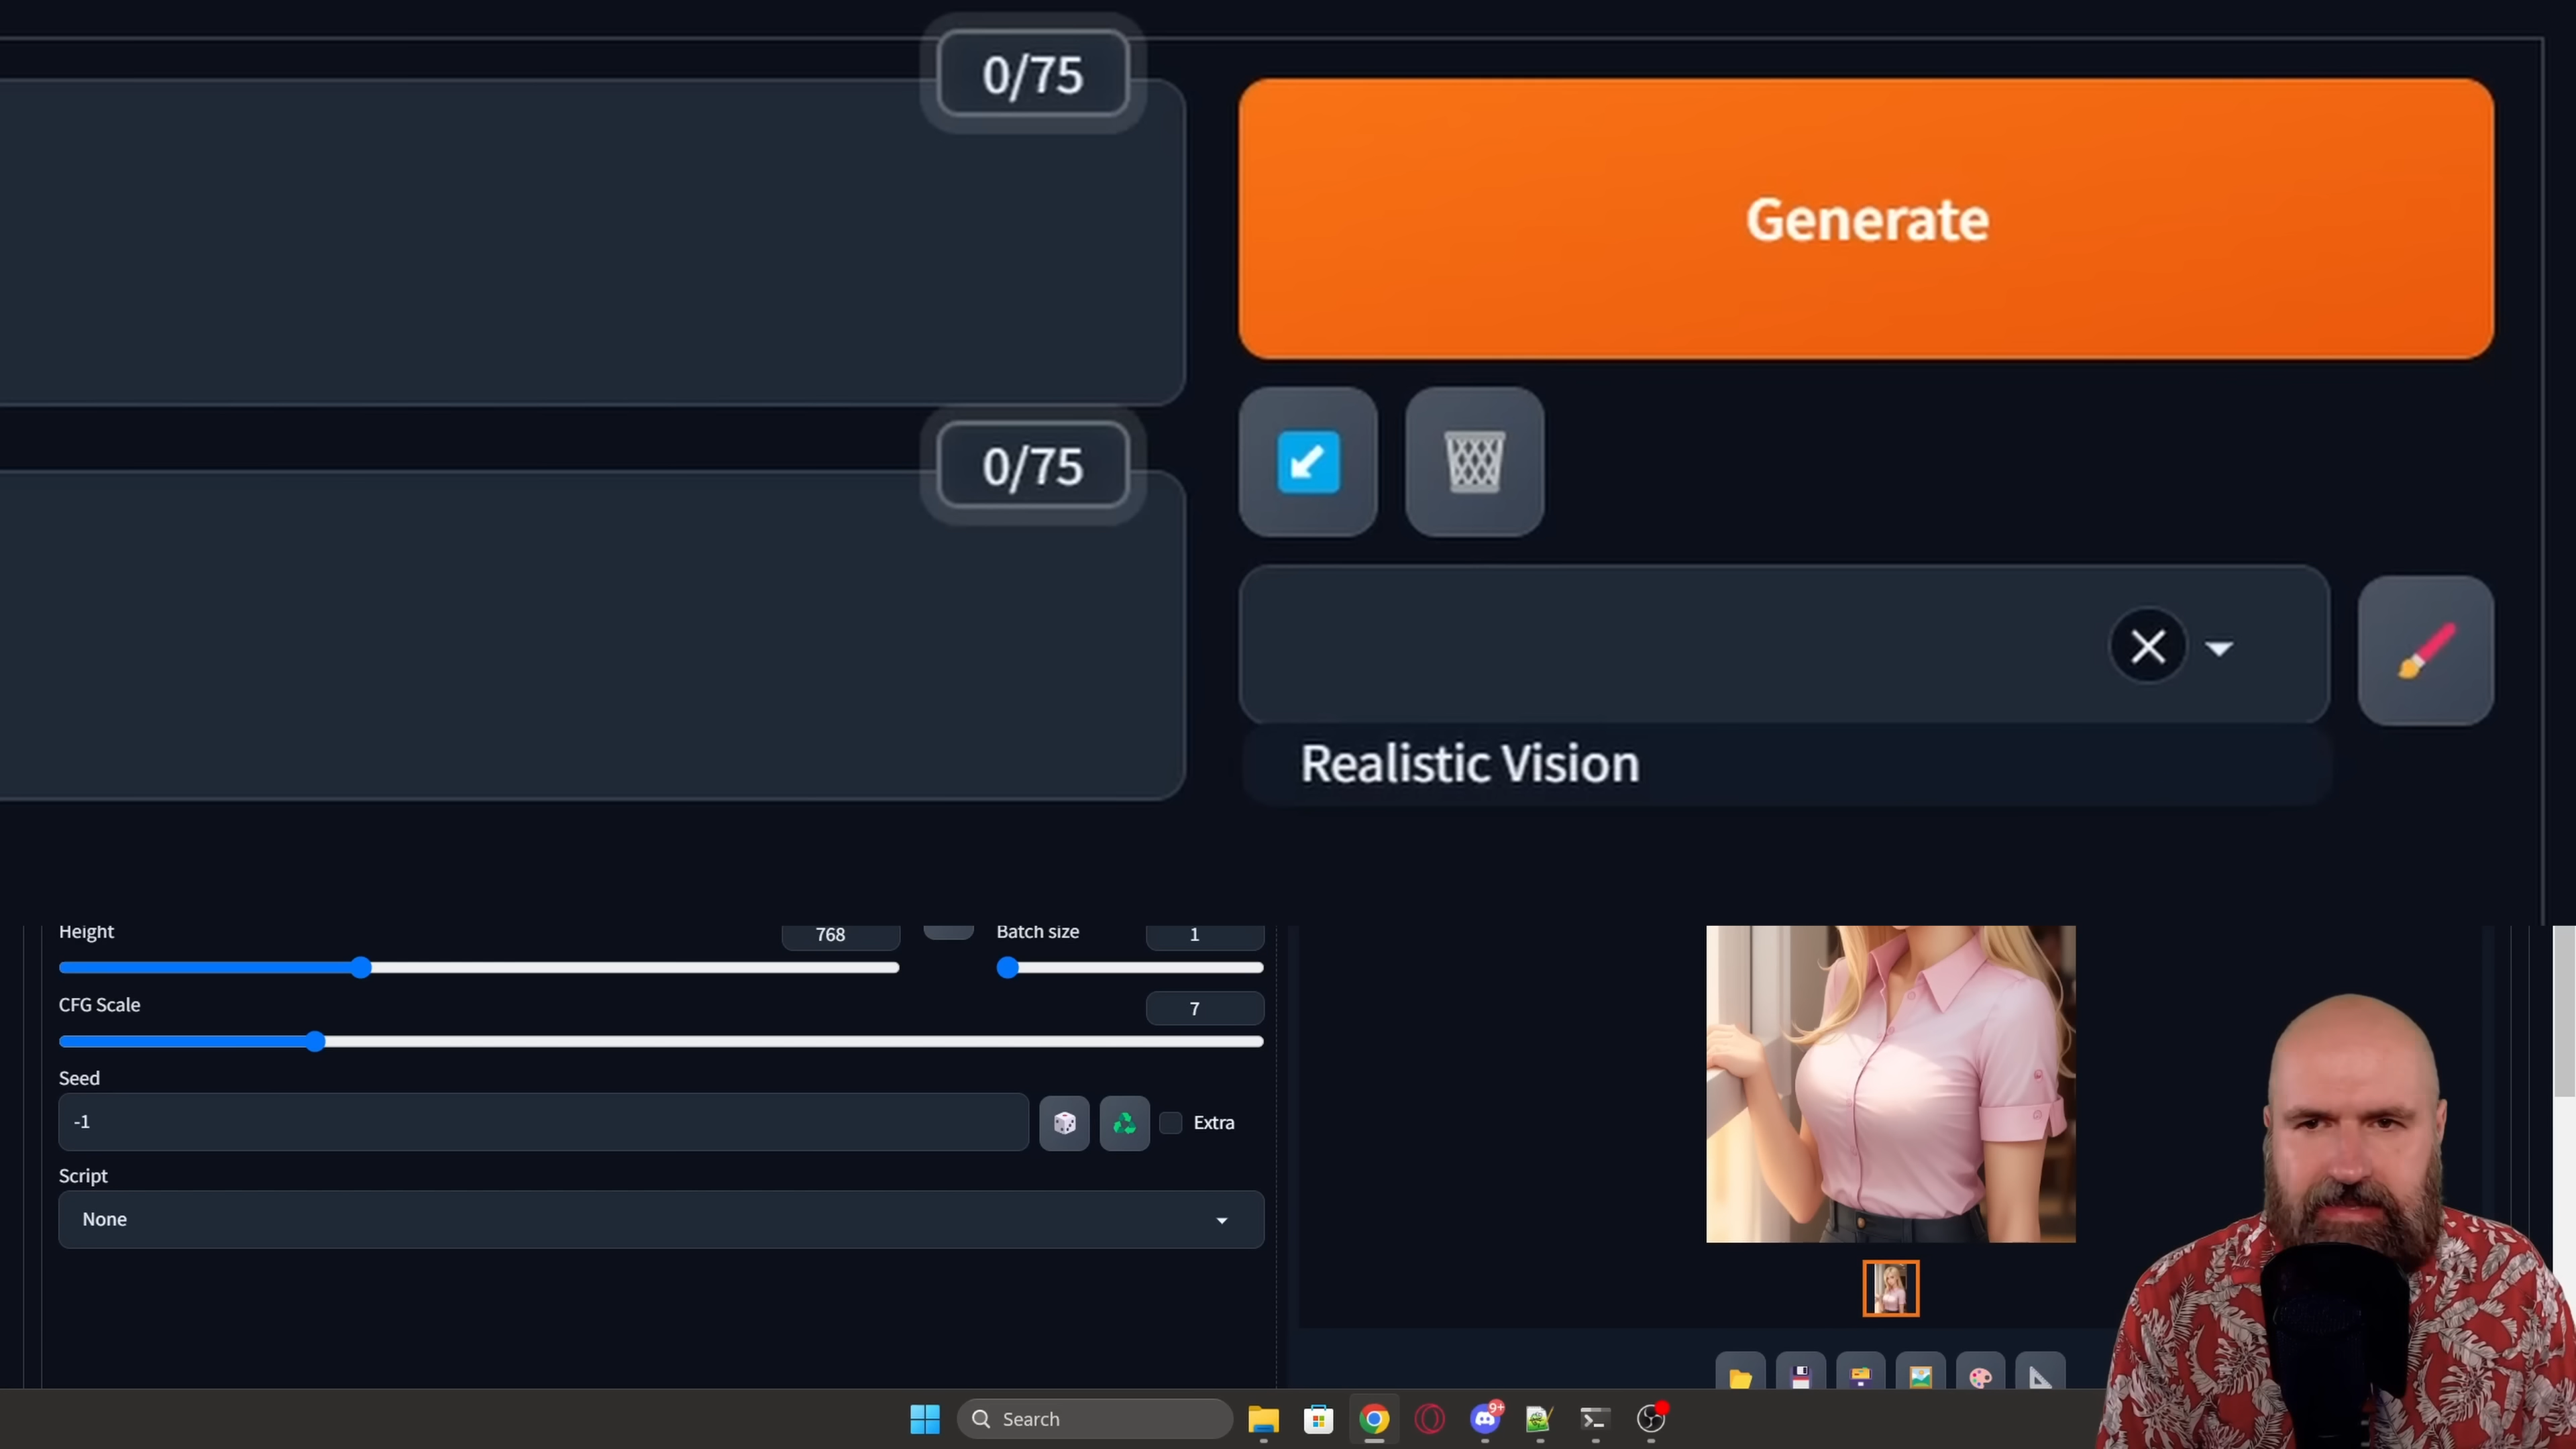 0/75
Generate
0/75
Realistic Vision
Height
768
Batch size
1
CFG Scale
7
Seed
-1
Extra
Script
None
Search
9+